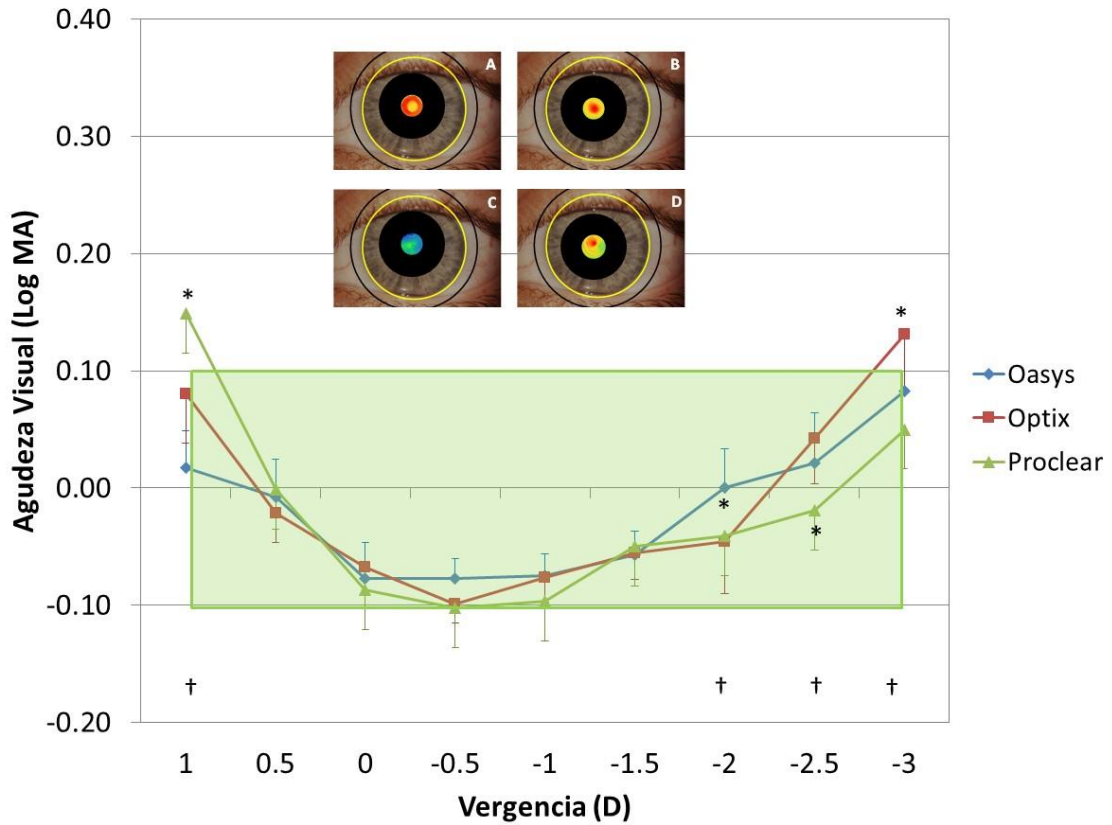 0.40
0.30
0.20
0.10
0.00
-0.10
-0.20
Agudeza Visual (Log MA)
A
B
C
D
*
*
*
*
† † † †
1 0.5 0 -0.5 -1 -1.5 -2 -2.5 -3
Vergencia (D)
Oasys
Optix
Proclear